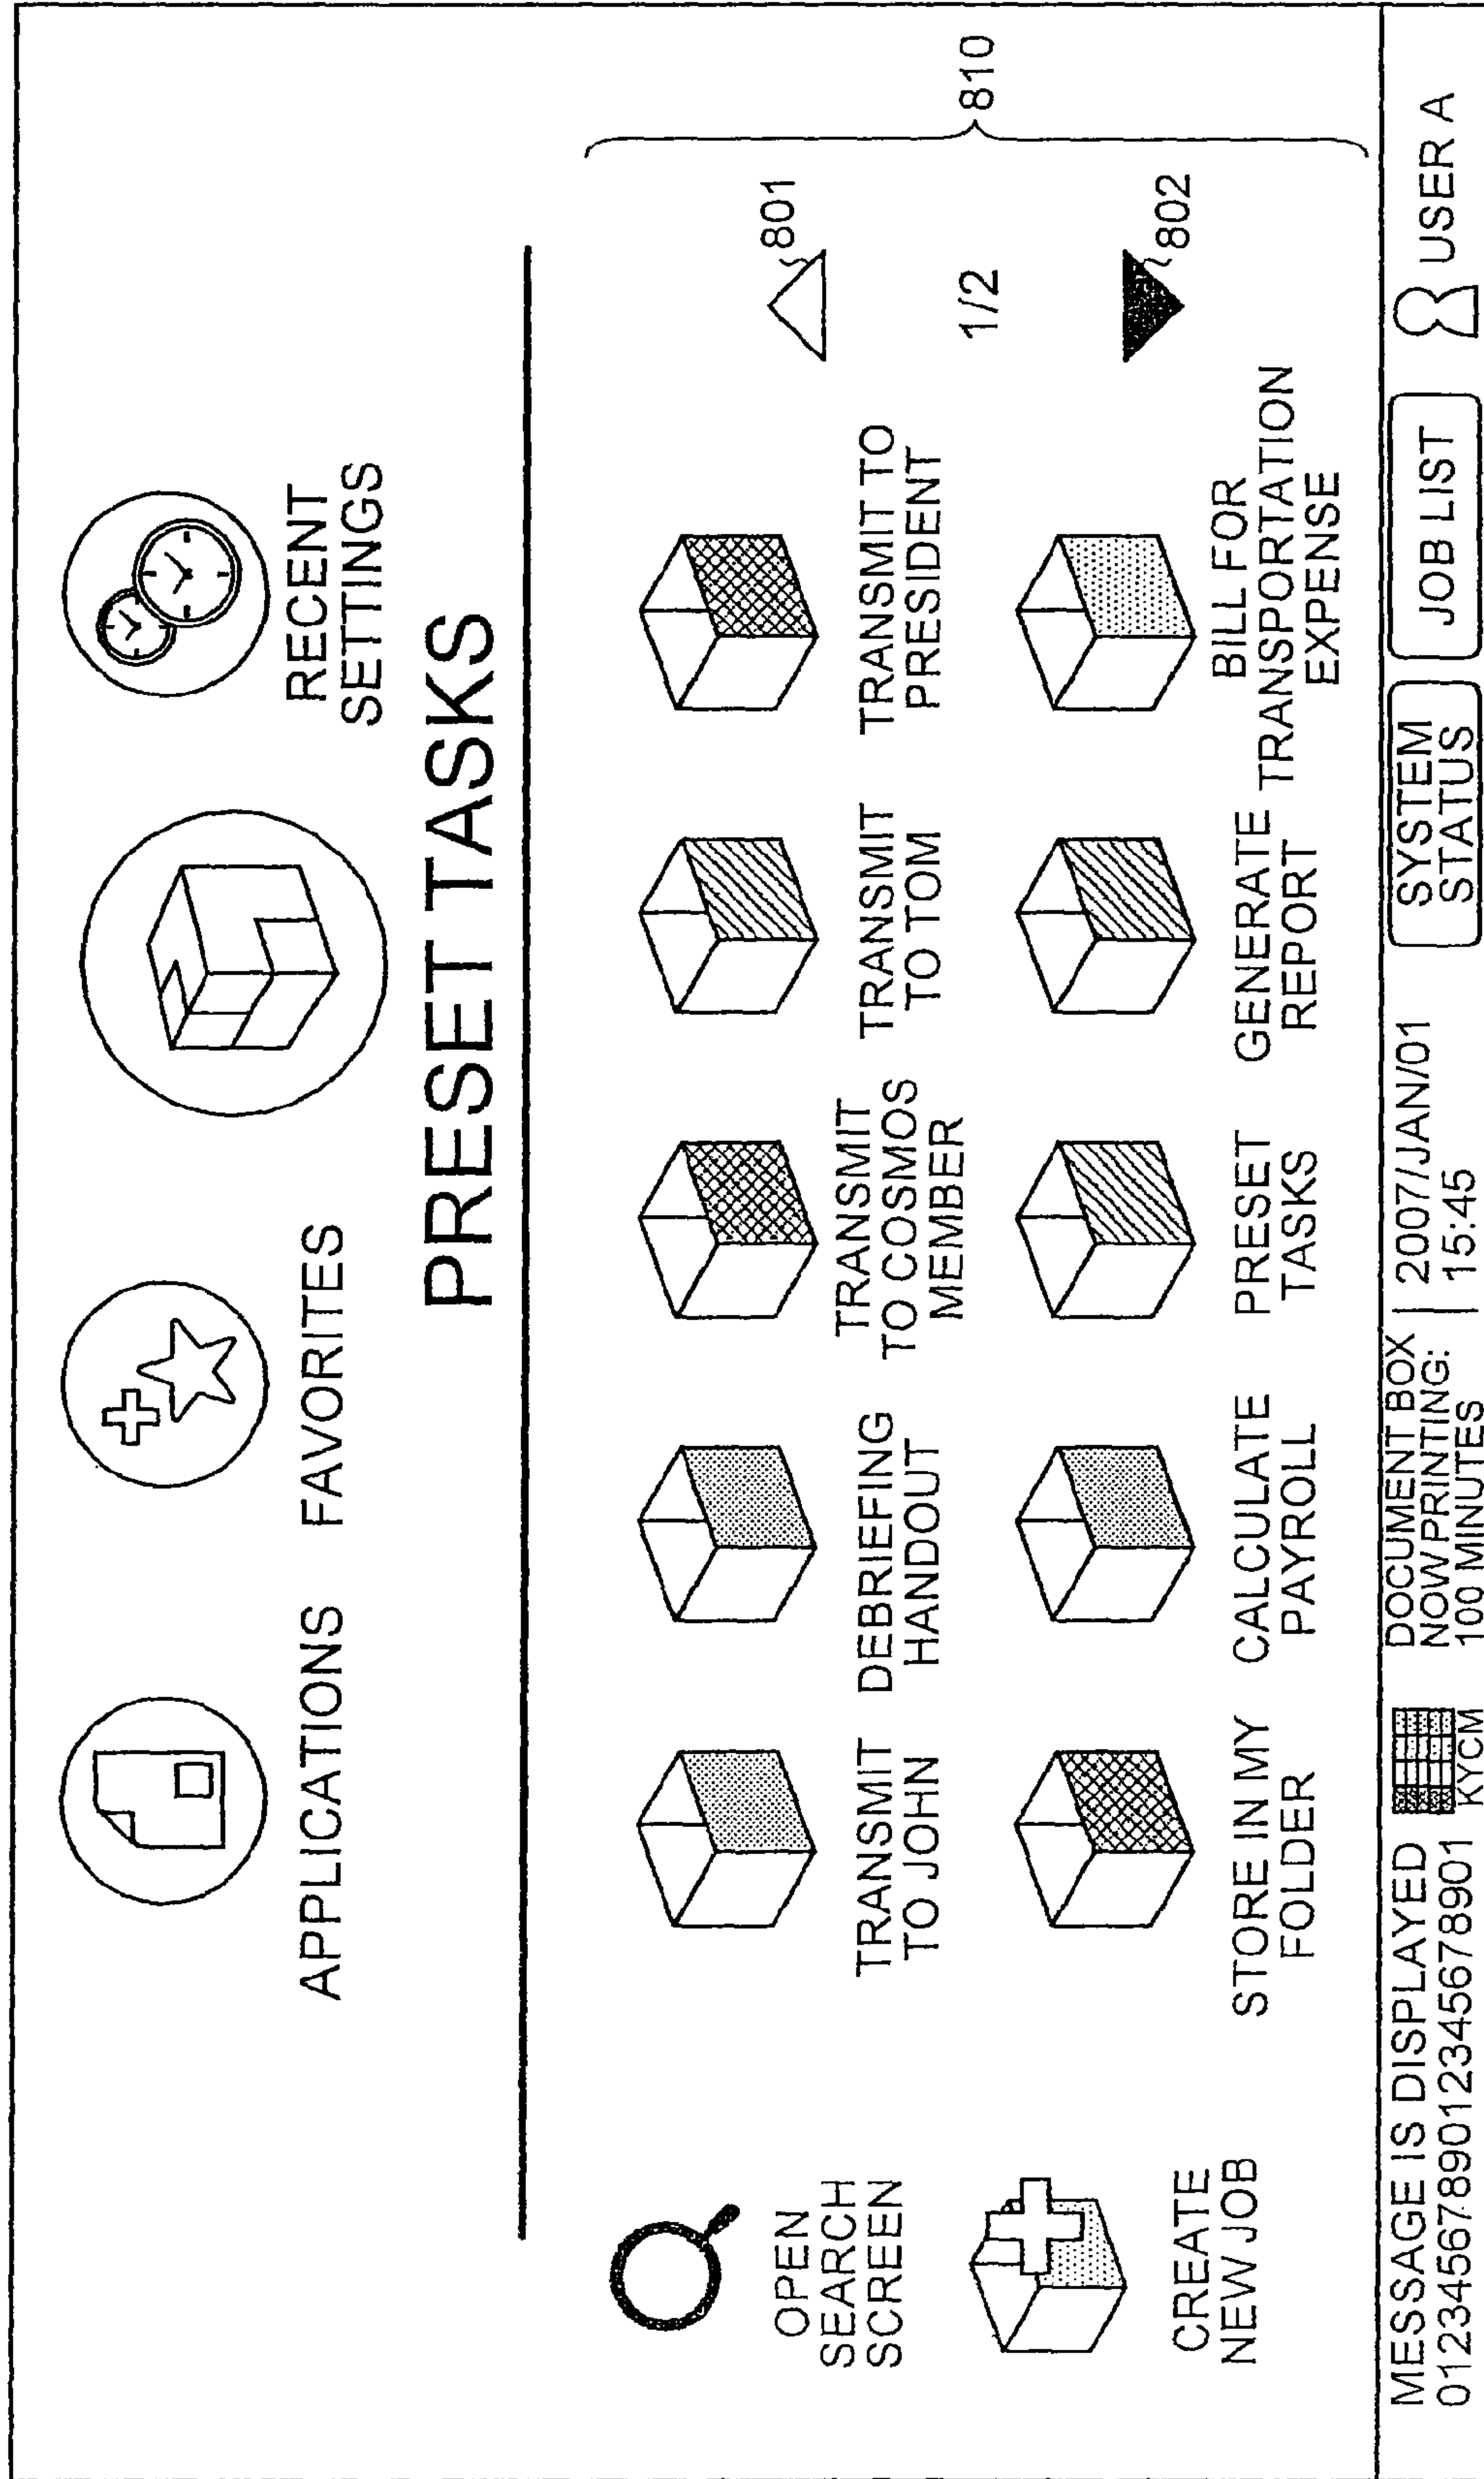 APPLICATIONS
FAVORITES
RECENT
SETTINGS
PRESET TASKS
810
OPEN
SEARCH
SCREEN
TRANSMIT
TO JOHN
DEBRIEFING
HANDOUT
TRANSMIT
TO COSMOS
MEMBER
TRANSMIT
TO TOM
TRANSMIT TO
PRESIDENT
801
1/2
802
CREATE
NEW JOB
STORE IN MY
FOLDER
CALCULATE
PAYROLL
PRESET
TASKS
GENERATE
REPORT
BILL FOR
TRANSPORTATION
EXPENSE
MESSAGE IS DISPLAYED
0123456789012345678901
KYCM
DOCUMENT BOX
NOW PRINTING:
100 MINUTES
2007/JAN/01
15:45
SYSTEM
STATUS
JOB LIST
USER A